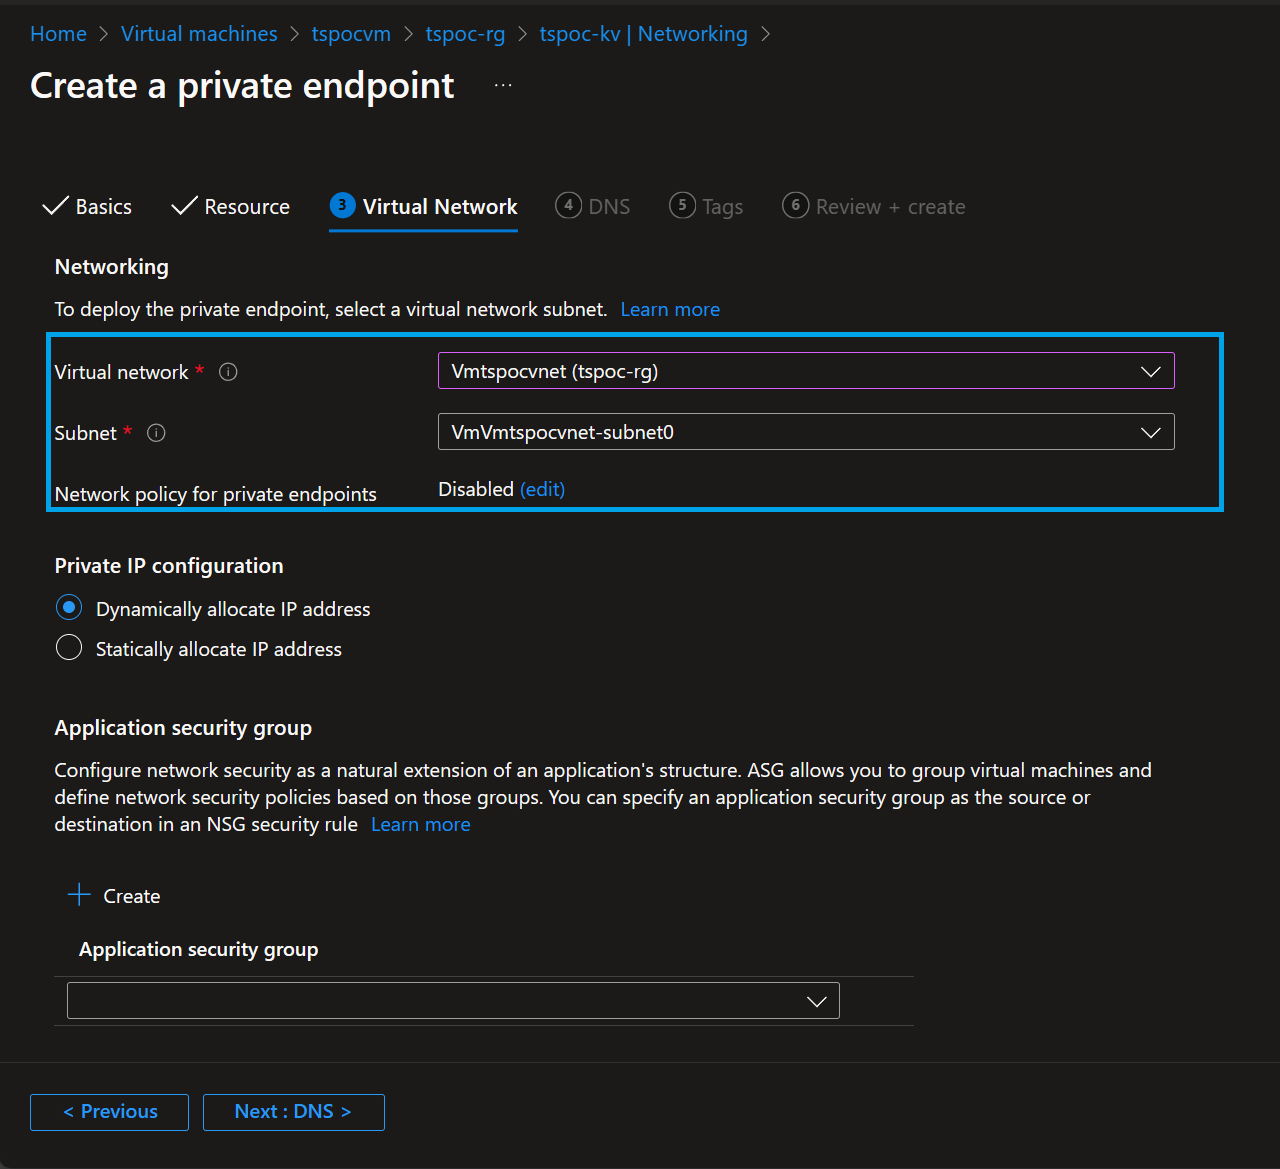 Home > Virtual machines > tspocvm > tspoc-rg > tspoc-kv | Networking >
Create a private endpoint ...
Basics Resource 3 Virtual Network 4 DNS 5 Tags 6 Review + create
Networking
To deploy the private endpoint, select a virtual network subnet. Learn more
Virtual network * Vmtspocvnet (tspoc-rg)
Subnet * VmVmtspocvnet-subnet0
Network policy for private endpoints Disabled (edit)
Private IP configuration
Dynamically allocate IP address
Statically allocate IP address
Application security group
Configure network security as a natural extension of an application's structure. ASG allows you to group virtual machines and
define network security policies based on those groups. You can specify an application security group as the source or
destination in an NSG security rule Learn more
+ Create
Application security group
< Previous Next : DNS >